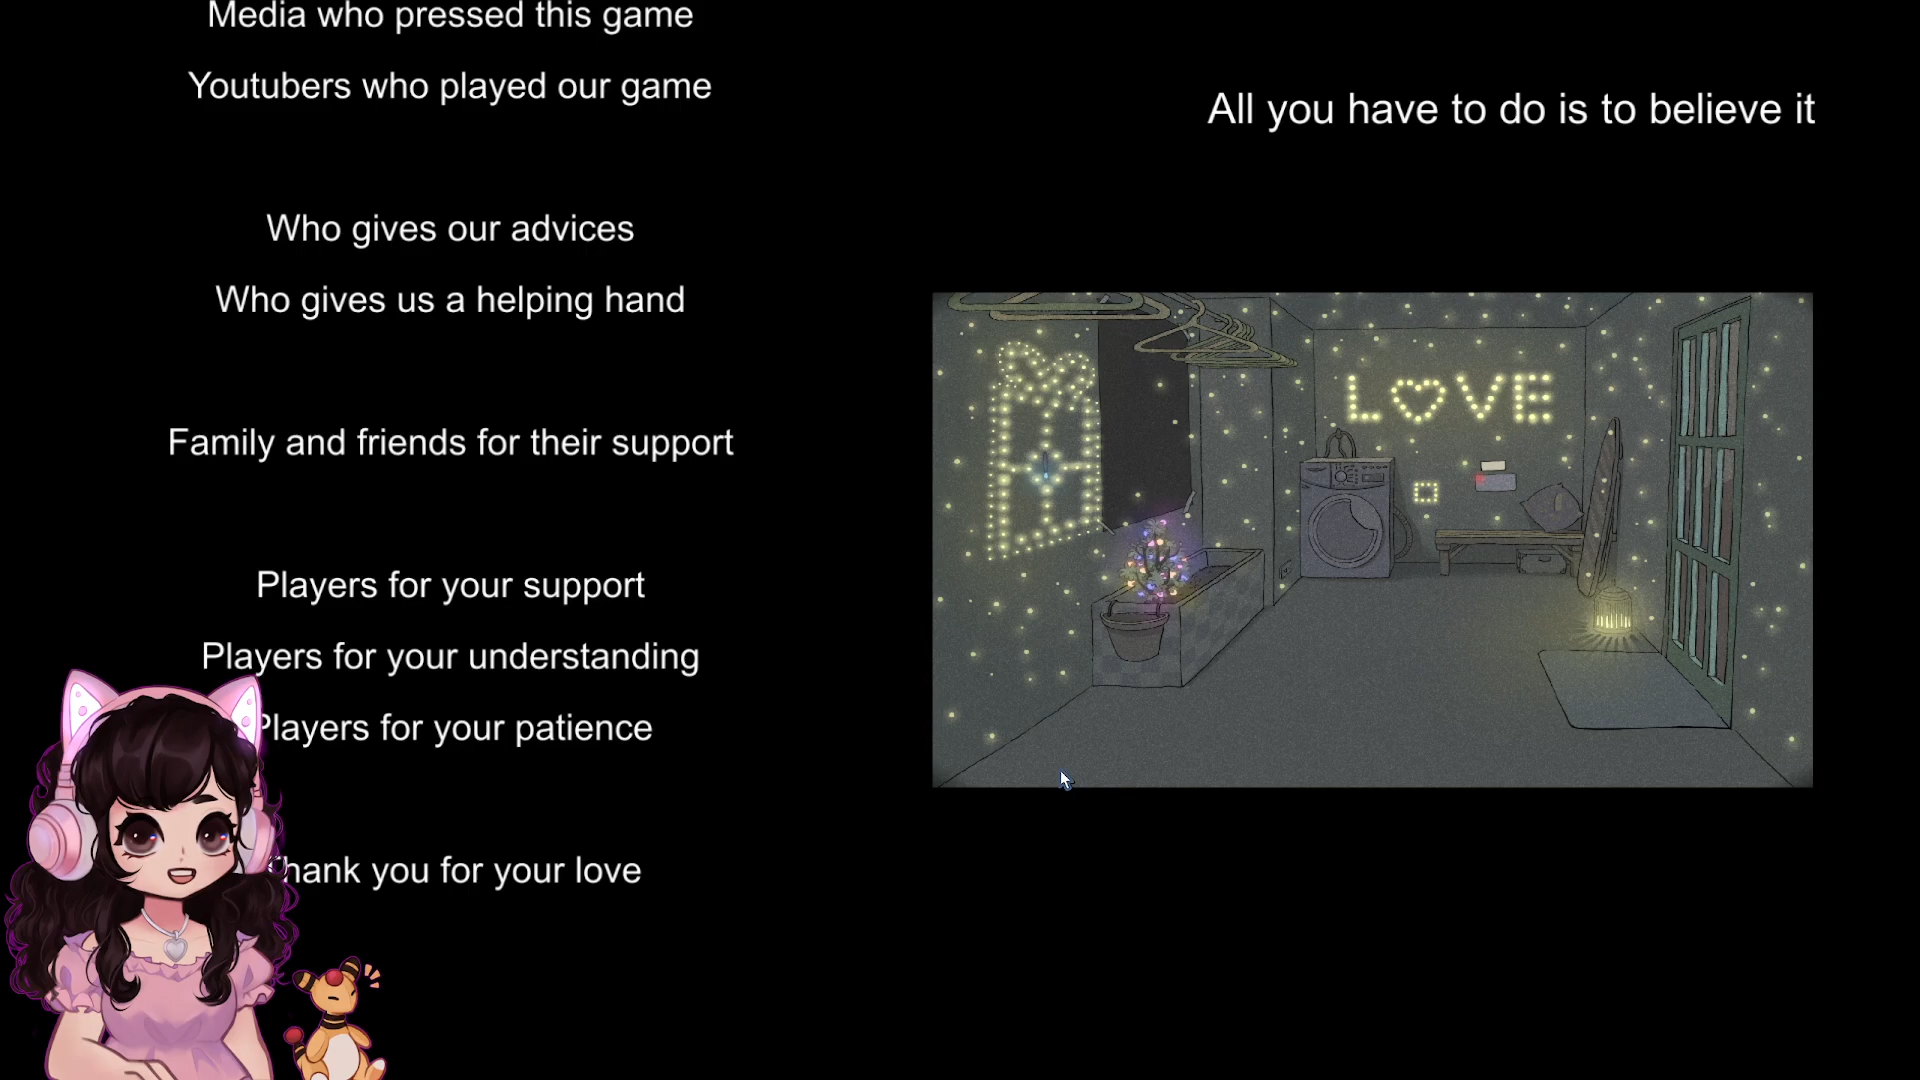 Media who pressed this game
Youtubers who played our game
Who gives our advices
Who gives us a helping hand
Family and friends for their support
Players for your support
Players for your understanding
Players for your patience
Thank you for your love
All you have to do is to believe it
LOVE